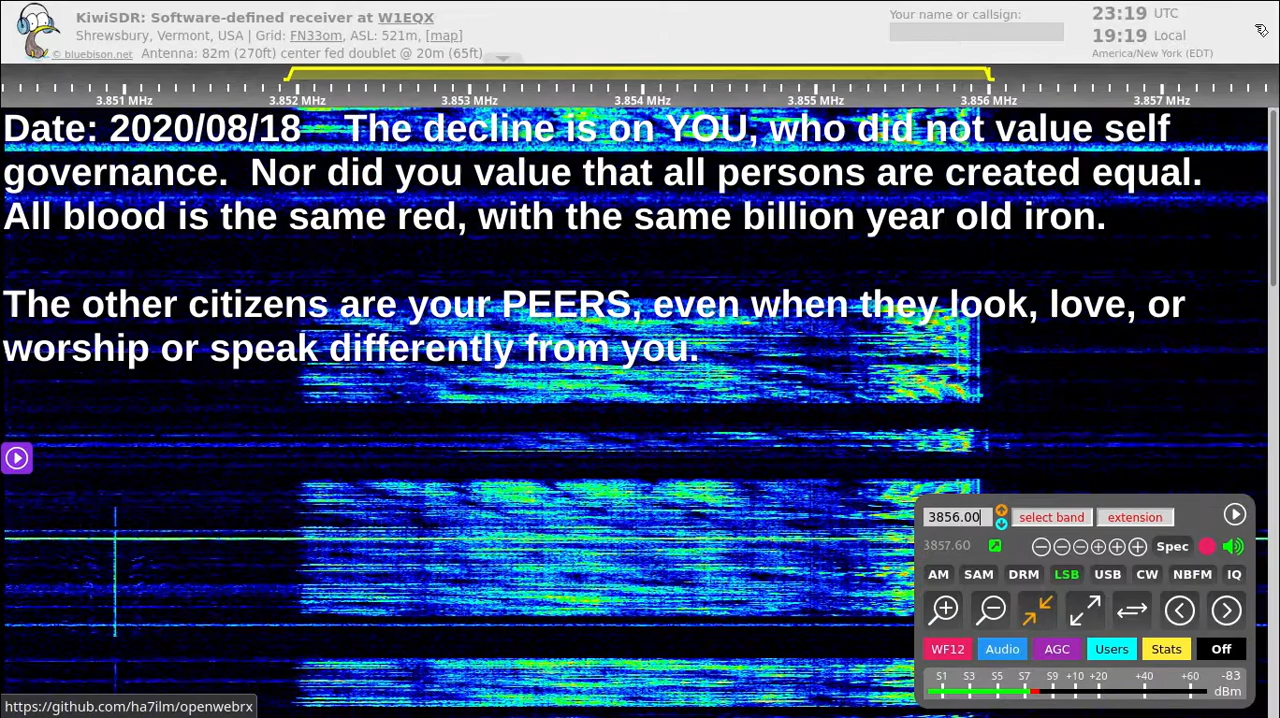 KiwiSDR: Software-defined receiver at W1EQX
Shrewsbury, Vermont, USA | Grid: FN33om, ASL: 521m, [map]
© bluebison.net Antenna: 82m (270ft) center fed doublet @ 20m (65ft)
Your name or callsign:
23:19 UTC
19:19 Local
America/New York (EDT)
3.851 MHz 3.852 MHz 3.853 MHz 3.854 MHz 3.855 MHz 3.856 MHz 3.857 MHz
Date: 2020/08/18 The decline is on YOU, who did not value self
governance. Nor did you value that all persons are created equal.
All blood is the same red, with the same billion year old iron.
The other citizens are your PEERS, even when they look, love, or
worship or speak differently from you.
3856.00 select band extension
3857.60 Spec
AM SAM DRM LSB USB CW NBFM IQ
WF12 Audio AGC Users Stats Off
S1 S3 S5 S7 S9 +10 +20 +40 +60 -83
dBm
https://github.com/ha7ilm/openwebrx